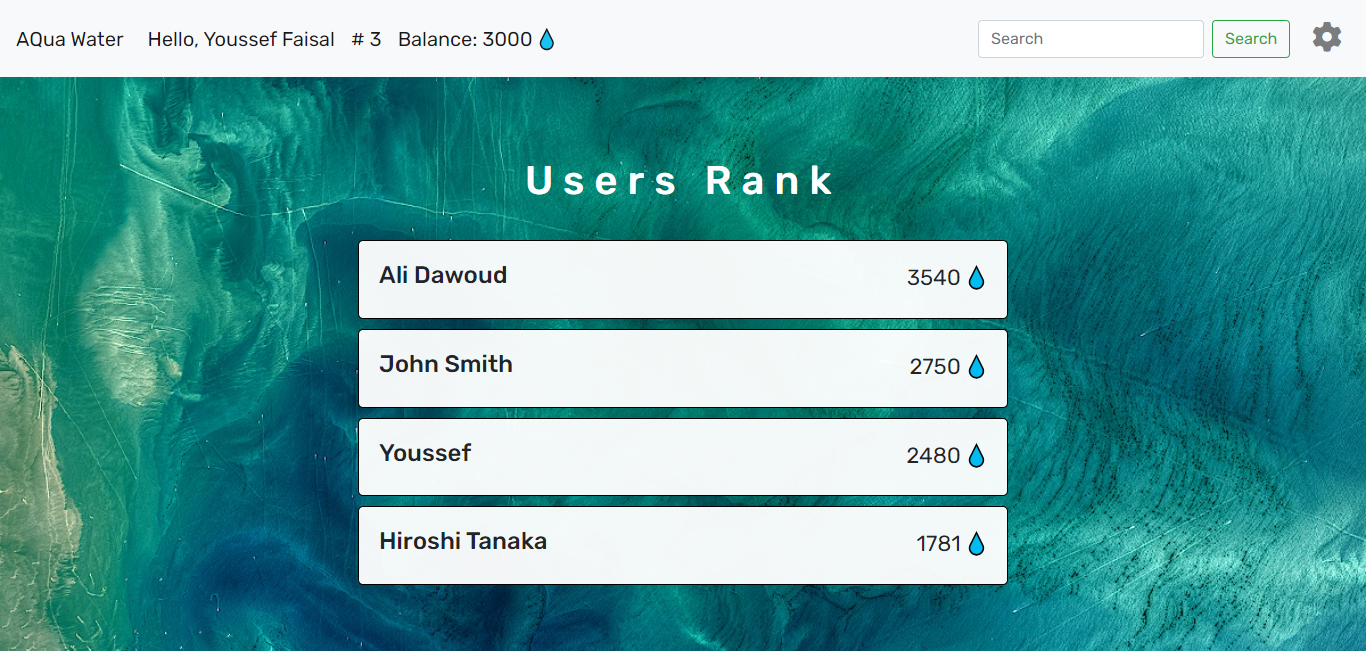 AQua Water Hello, Youssef Faisal # 3 Balance: 3000 Search Search
Users Rank
Ali Dawoud 3540
John Smith 2750
Youssef 2480
Hiroshi Tanaka 1781